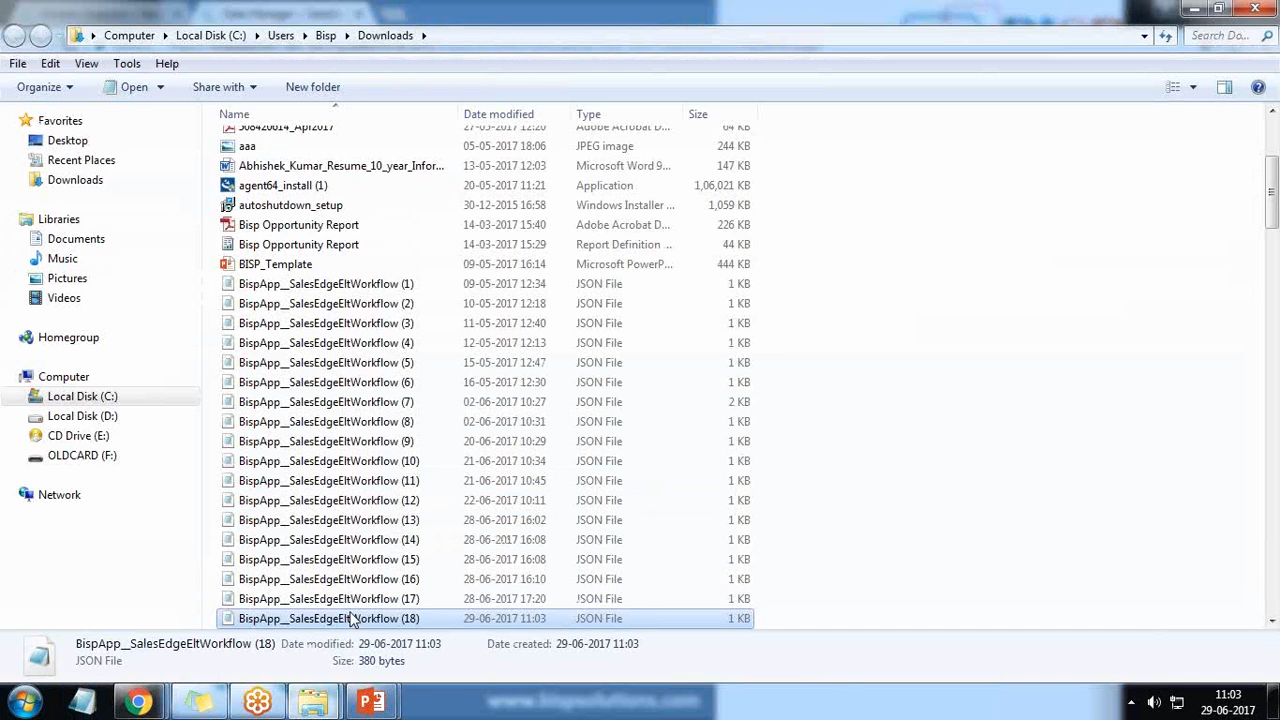 Computer Local Disk (C:) Users Bisp Downloads
Search Do...
File Edit View Tools Help
Organize Open Share with New folder
Name Date modified Type Size
308420614_Apr2017 27-05-2017 12:20 Adobe Acrobat D... 64 KB
aaa 05-05-2017 18:06 JPEG image 244 KB
Abhishek_Kumar_Resume_10_year_Infor... 13-05-2017 12:03 Microsoft Word 9... 147 KB
agent64_install (1) 20-05-2017 11:21 Application 1,06,021 KB
autoshutdown_setup 30-12-2015 16:58 Windows Installer ... 1,059 KB
Bisp Opportunity Report 14-03-2017 15:40 Adobe Acrobat D... 226 KB
Bisp Opportunity Report 14-03-2017 15:29 Report Definition ... 44 KB
BISP_Template 09-05-2017 16:14 Microsoft PowerP... 444 KB
BispApp__SalesEdgeEltWorkflow (1) 09-05-2017 12:34 JSON File 1 KB
BispApp__SalesEdgeEltWorkflow (2) 10-05-2017 12:18 JSON File 1 KB
BispApp__SalesEdgeEltWorkflow (3) 11-05-2017 12:40 JSON File 1 KB
BispApp__SalesEdgeEltWorkflow (4) 12-05-2017 12:13 JSON File 1 KB
BispApp__SalesEdgeEltWorkflow (5) 15-05-2017 12:47 JSON File 1 KB
BispApp__SalesEdgeEltWorkflow (6) 16-05-2017 12:30 JSON File 1 KB
BispApp__SalesEdgeEltWorkflow (7) 02-06-2017 10:27 JSON File 2 KB
BispApp__SalesEdgeEltWorkflow (8) 02-06-2017 10:31 JSON File 1 KB
BispApp__SalesEdgeEltWorkflow (9) 20-06-2017 10:29 JSON File 1 KB
BispApp__SalesEdgeEltWorkflow (10) 21-06-2017 10:34 JSON File 1 KB
BispApp__SalesEdgeEltWorkflow (11) 21-06-2017 10:45 JSON File 1 KB
BispApp__SalesEdgeEltWorkflow (12) 22-06-2017 10:11 JSON File 1 KB
BispApp__SalesEdgeEltWorkflow (13) 28-06-2017 16:02 JSON File 1 KB
BispApp__SalesEdgeEltWorkflow (14) 28-06-2017 16:08 JSON File 1 KB
BispApp__SalesEdgeEltWorkflow (15) 28-06-2017 16:08 JSON File 1 KB
BispApp__SalesEdgeEltWorkflow (16) 28-06-2017 16:10 JSON File 1 KB
BispApp__SalesEdgeEltWorkflow (17) 28-06-2017 17:20 JSON File 1 KB
BispApp__SalesEdgeEltWorkflow (18) 29-06-2017 11:03 JSON File 1 KB
Favorites
Desktop
Recent Places
Downloads
Libraries
Documents
Music
Pictures
Videos
Homegroup
Computer
Local Disk (C:)
Local Disk (D:)
CD Drive (E:)
OLDCARD (F:)
Network
BispApp__SalesEdgeEltWorkflow (18) Date modified: 29-06-2017 11:03 Date created: 29-06-2017 11:03
JSON File Size: 380 bytes
www.bispsolutions.com
11:03
29-06-2017